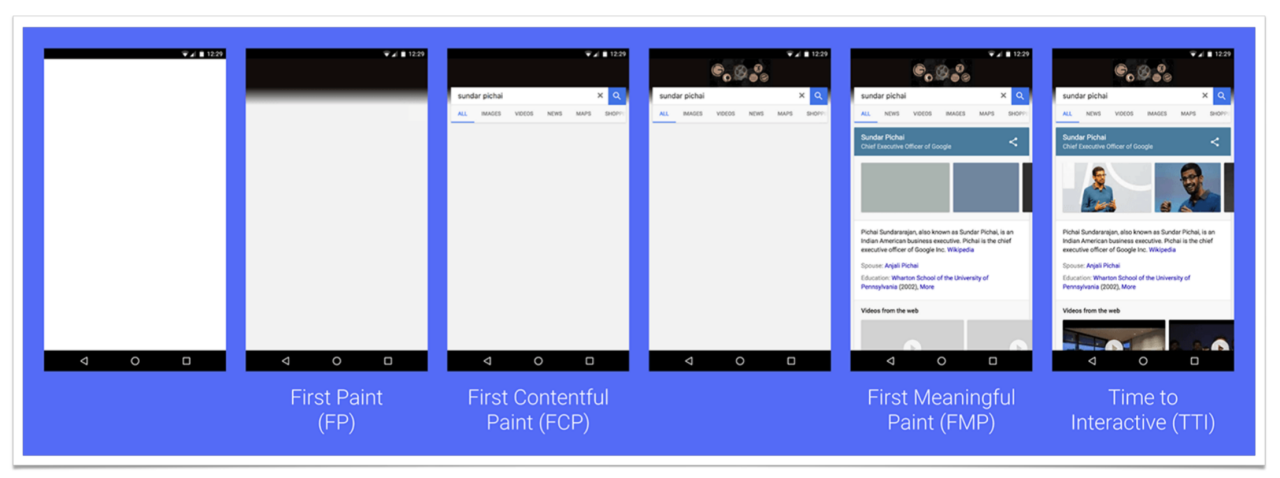 12:29
12:29
12:29
sundar pichai
ALL IMAGES VIDEOS NEWS MAPS SHOPPI
12:29
sundar pichai
ALL IMAGES VIDEOS NEWS MAPS SHOPPI
12:29
sundar pichai
ALL NEWS VIDEOS IMAGES MAPS SHOPPI
Sundar Pichai
Chief Executive Officer of Google
Pichai Sundararajan, also known as Sundar Pichai, is an
Indian American business executive. Pichai is the chief
executive officer of Google Inc. Wikipedia
Spouse: Anjali Pichai
Education: Wharton School of the University of
Pennsylvania (2002), More
Videos from the web
12:29
sundar pichai
ALL NEWS VIDEOS IMAGES MAPS SHOPPI
Sundar Pichai
Chief Executive Officer of Google
Pichai Sundararajan, also known as Sundar Pichai, is an
Indian American business executive. Pichai is the chief
executive officer of Google Inc. Wikipedia
Spouse: Anjali Pichai
Education: Wharton School of the University of
Pennsylvania (2002), More
Videos from the web
First Paint
(FP)
First Contentful
Paint (FCP)
First Meaningful
Paint (FMP)
Time to
Interactive (TTI)